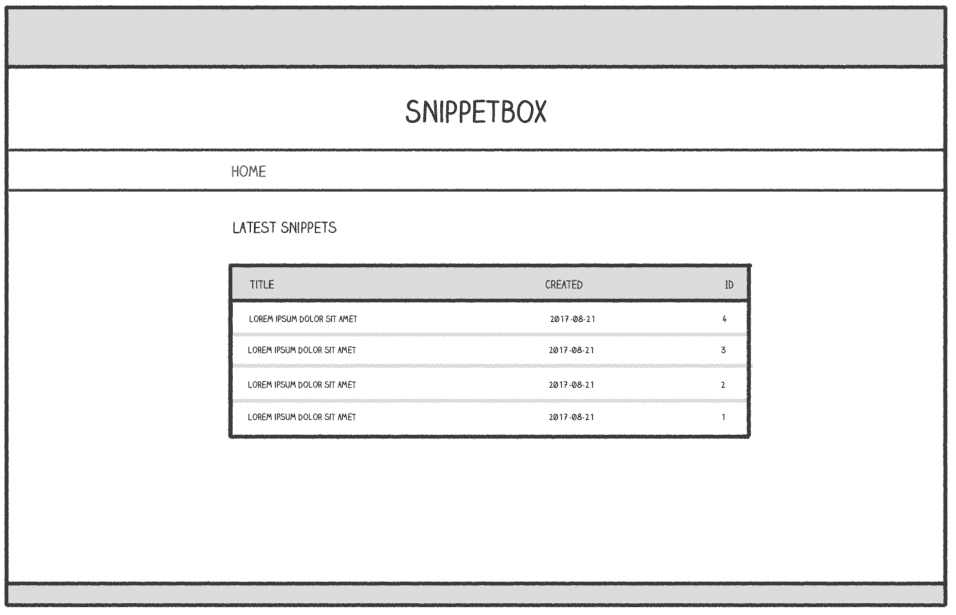 SNIPPETBOX
HOME
LATEST SNIPPETS
TITLE CREATED ID
LOREM IPSUM DOLOR SIT AMET 2017-08-21 4
LOREM IPSUM DOLOR SIT AMET 2017-08-21 3
LOREM IPSUM DOLOR SIT AMET 2017-08-21 2
LOREM IPSUM DOLOR SIT AMET 2017-08-21 1